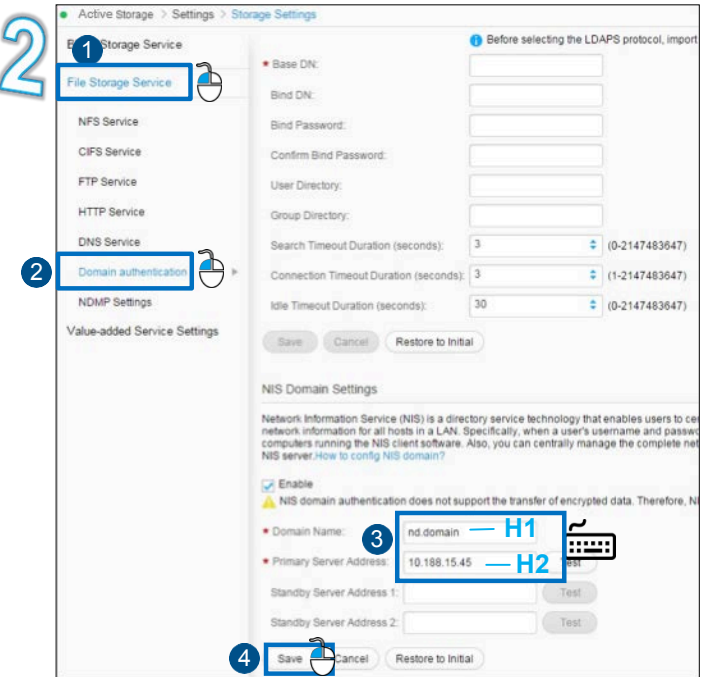 2
Active Storage > Settings > Storage Settings
1
Storage Service
File Storage Service
NFS Service
CIFS Service
FTP Service
HTTP Service
DNS Service
2
Domain authentication
NDMP Settings
Value-added Service Settings
Before selecting the LDAPS protocol, import
* Base DN:
Bind DN:
Bind Password:
Confirm Bind Password:
User Directory:
Group Directory:
Search Timeout Duration (seconds): 3 (0-2147483647)
Connection Timeout Duration (seconds): 3 (1-2147483647)
Idle Timeout Duration (seconds): 30 (0-2147483647)
Save Cancel Restore to Initial
NIS Domain Settings
Network Information Service (NIS) is a directory service technology that enables users to ce
network information for all hosts in a LAN. Specifically, when a user's username and passw
computers running the NIS client software. Also, you can centrally manage the complete net
NIS server.How to config NIS domain?
Enable
NIS domain authentication does not support the transfer of encrypted data. Therefore, NI
* Domain Name: 3 nd.domain — H1
* Primary Server Address: 10.188.15.45 — H2 Test
Standby Server Address 1: Test
Standby Server Address 2: Test
4 Save Cancel Restore to Initial